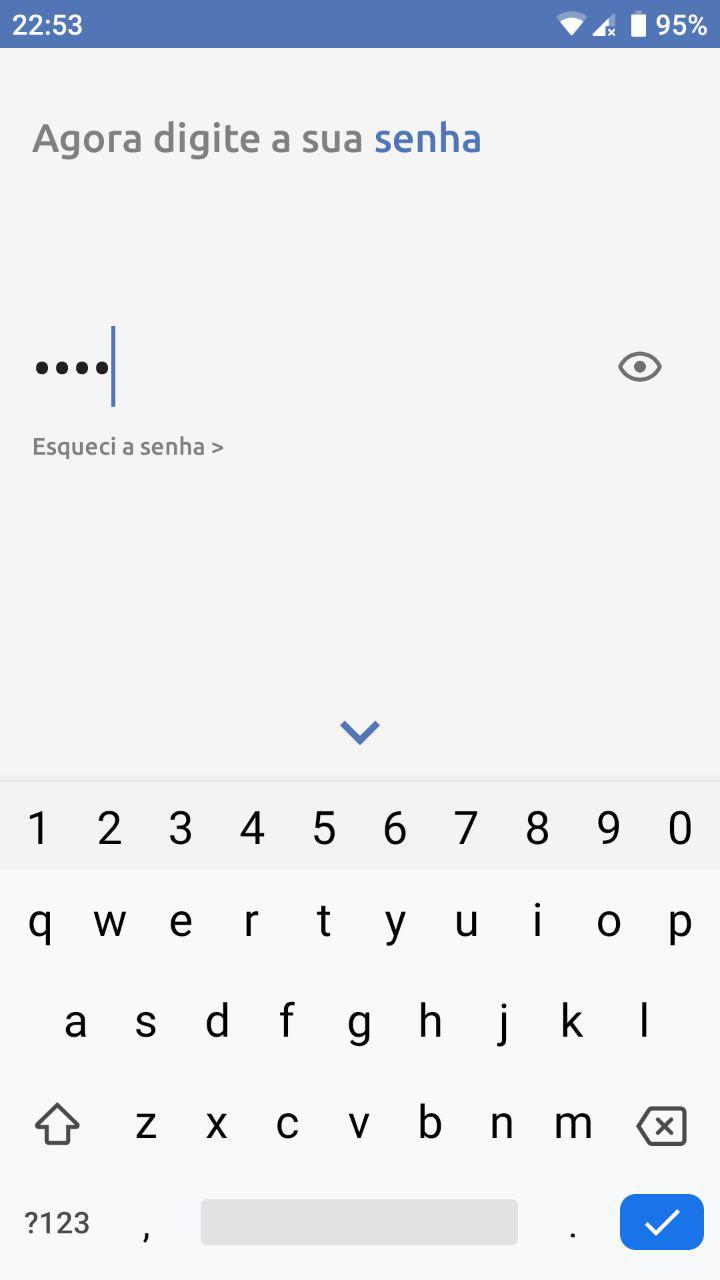 22:53 95%
Agora digite a sua senha
••••
Esqueci a senha >
1 2 3 4 5 6 7 8 9 0
q w e r t y u i o p
a s d f g h j k l
z x c v b n m
?123 , .